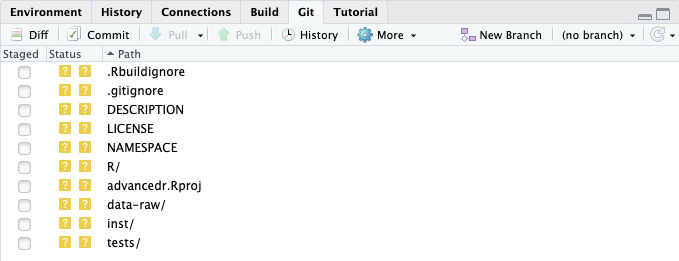 Environment History Connections Build Git Tutorial
Diff Commit Pull Push History More New Branch (no branch)
Staged Status Path
? ? .Rbuildignore
? ? .gitignore
? ? DESCRIPTION
? ? LICENSE
? ? NAMESPACE
? ? R/
? ? advancedr.Rproj
? ? data-raw/
? ? inst/
? ? tests/